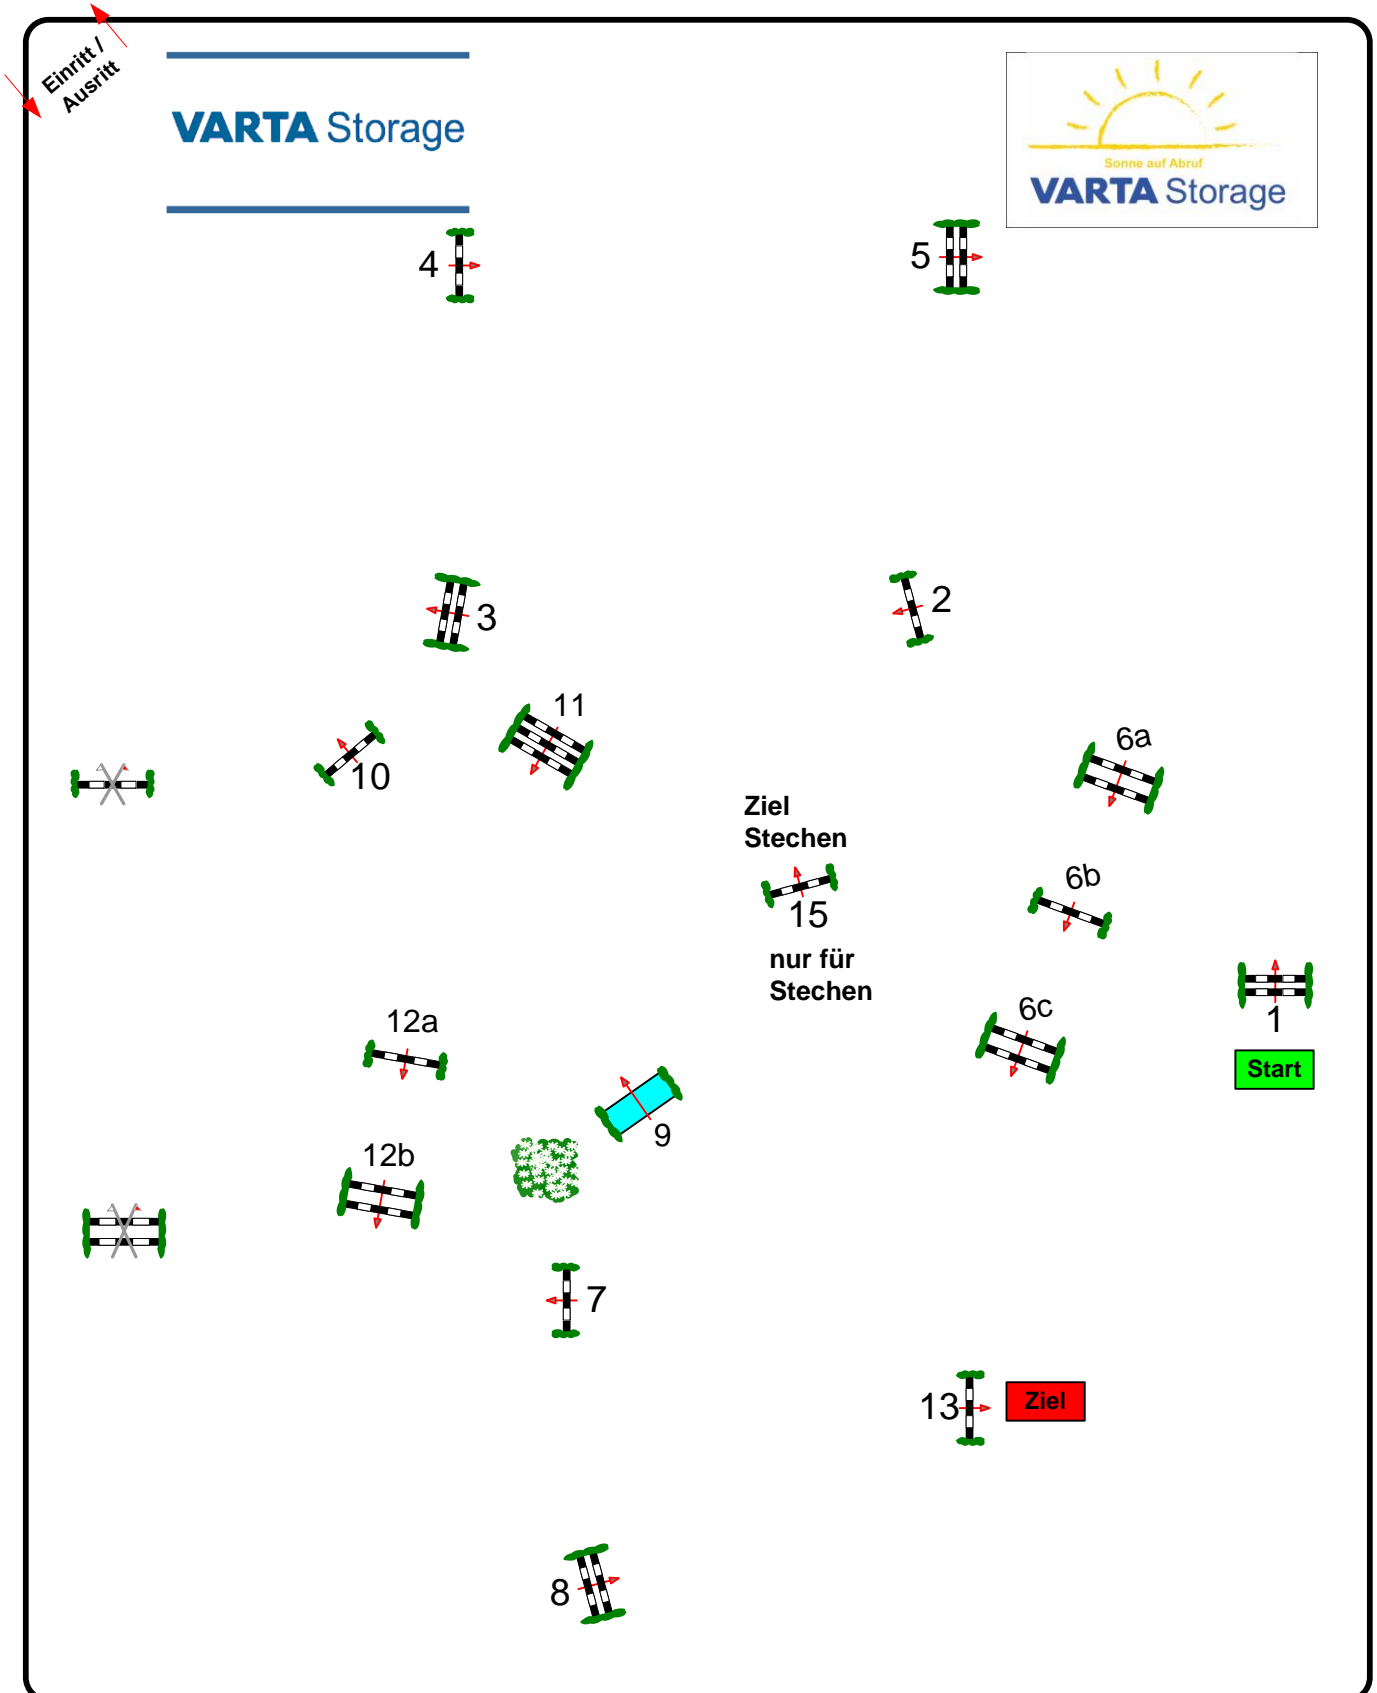 Einritt /
Ausritt
VARTA Storage
Sonne auf Abruf
VARTA Storage
4
5
3
2
11
10
6a
Ziel
Stechen
6b
15
nur für
Stechen
6c
1
12a
Start
9
12b
7
13
Ziel
8